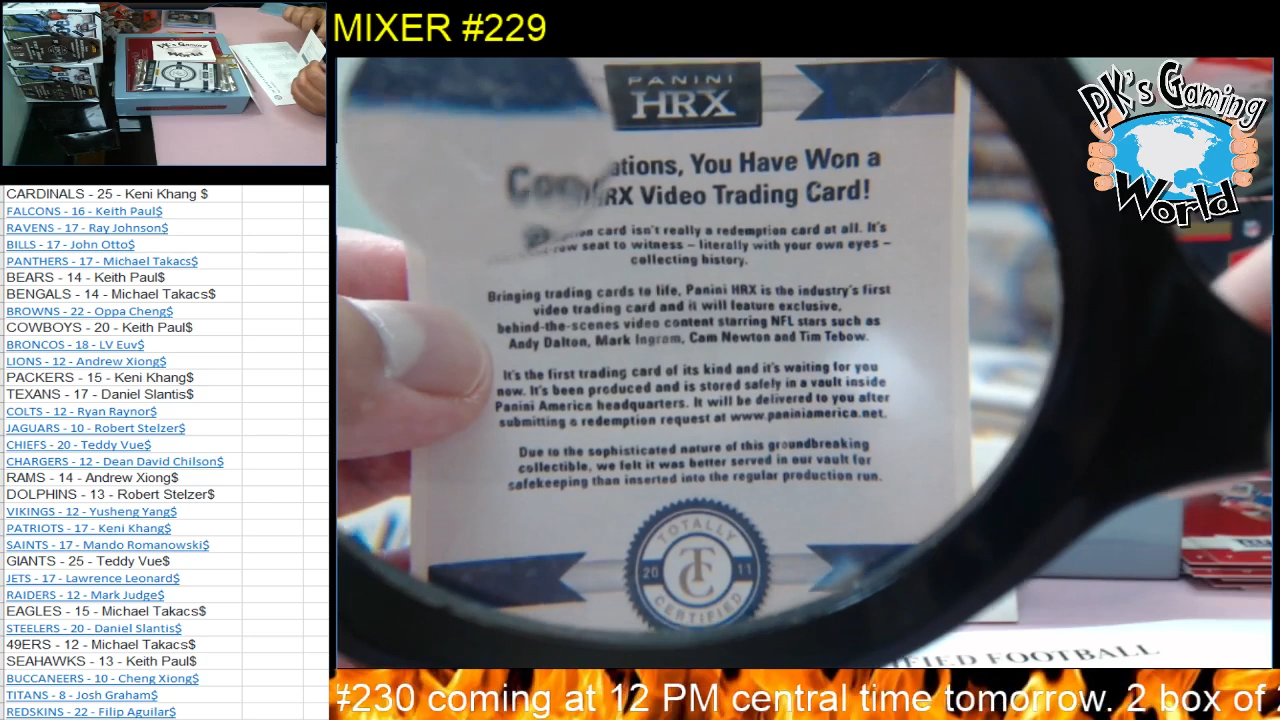 MIXER #229
PANINI
HRX
ations, You Have Won a
HRX Video Trading Card!
card isn't really a redemption card at all. It's
seat to witness – literally with your own eyes –
collecting history.
Bringing trading cards to life, Panini HRX is the industry's first
video trading card and it will feature exclusive,
behind-the-scenes video content starring NFL stars such as
Andy Dalton, Mark Ingram, Cam Newton and Tim Tebow.
It's the first trading card of its kind and it's waiting for you
now. It's been produced and is stored safely in a vault inside
Panini America headquarters. It will be delivered to you after
submitting a redemption request at www.paniniamerica.net.
Due to the sophisticated nature of this groundbreaking
collectible, we felt it was better served in our vault for
safekeeping than inserted into the regular production run.
TOTALLY
20 TC 11
CERTIFIED
IFIED FOOTBALL
PK's Gaming
World
CARDINALS - 25 - Keni Khang $
FALCONS - 16 - Keith Paul$
RAVENS - 17 - Ray Johnson$
BILLS - 17 - John Otto$
PANTHERS - 17 - Michael Takacs$
BEARS - 14 - Keith Paul$
BENGALS - 14 - Michael Takacs$
BROWNS - 22 - Oppa Cheng$
COWBOYS - 20 - Keith Paul$
BRONCOS - 18 - LV Euv$
LIONS - 12 - Andrew Xiong$
PACKERS - 15 - Keni Khang$
TEXANS - 17 - Daniel Slantis$
COLTS - 12 - Ryan Raynor$
JAGUARS - 10 - Robert Stelzer$
CHIEFS - 20 - Teddy Vue$
CHARGERS - 12 - Dean David Chilson$
RAMS - 14 - Andrew Xiong$
DOLPHINS - 13 - Robert Stelzer$
VIKINGS - 12 - Yusheng Yang$
PATRIOTS - 17 - Keni Khang$
SAINTS - 17 - Mando Romanowski$
GIANTS - 25 - Teddy Vue$
JETS - 17 - Lawrence Leonard$
RAIDERS - 12 - Mark Judge$
EAGLES - 15 - Michael Takacs$
STEELERS - 20 - Daniel Slantis$
49ERS - 12 - Michael Takacs$
SEAHAWKS - 13 - Keith Paul$
BUCCANEERS - 10 - Cheng Xiong$
TITANS - 8 - Josh Graham$
REDSKINS - 22 - Filip Aguilar$
#230 coming at 12 PM central time tomorrow. 2 box of